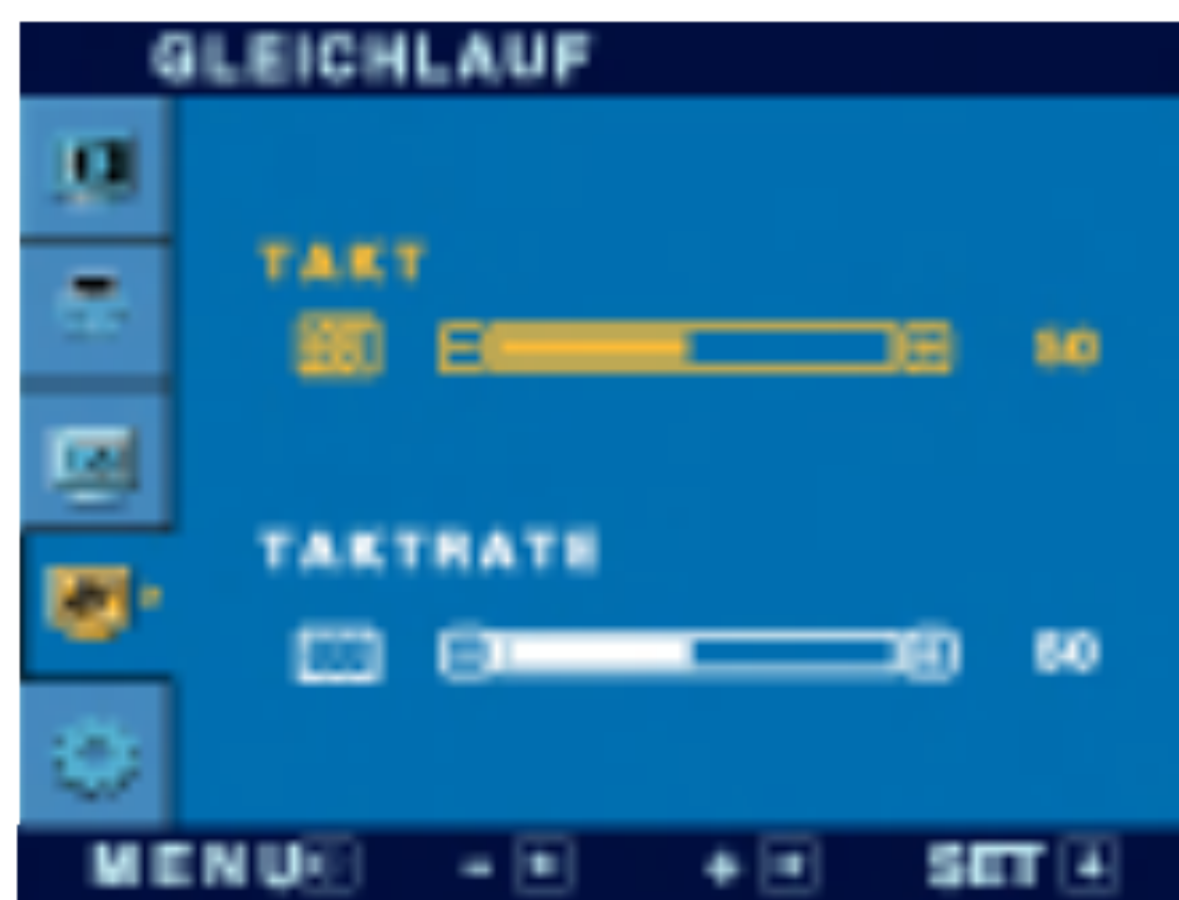 GLEICHLAUF
TAKT
50
TAKTRATE
50
MENU - + SET